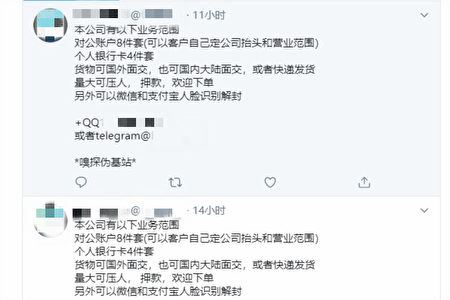 @ · 11小时
本公司有以下业务范围
对公账户8件套(可以客户自己定公司抬头和营业范围)
个人银行卡4件套
货物可国外面交，也可国内大陆面交，或者快递发货
量大可压人，押款，欢迎下单
另外可以微信和支付宝人脸识别解封
+QQ1
或者telegram@
*嗅探伪基站*
@ · 14小时
本公司有以下业务范围
对公账户8件套(可以客户自己定公司抬头和营业范围)
个人银行卡4件套
货物可国外面交，也可国内大陆面交，或者快递发货
量大可压人，押款，欢迎下单
另外可以微信和支付宝人脸识别解封